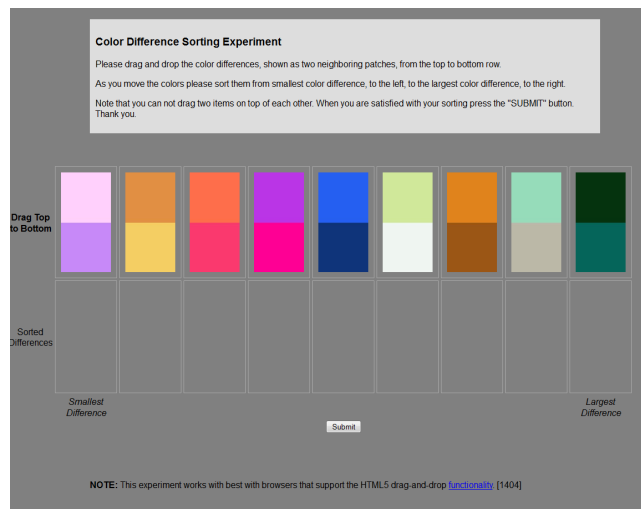 Color Difference Sorting Experiment
Please drag and drop the color differences, shown as two neighboring patches, from the top to bottom row.
As you move the colors please sort them from smallest color difference, to the left, to the largest color difference, to the right.
Note that you can not drag two items on top of each other. When you are satisfied with your sorting press the "SUBMIT" button.
Thank you.
Drag Top
to Bottom
Sorted
Differences
Smallest
Difference
Largest
Difference
Submit
NOTE: This experiment works with best with browsers that support the HTML5 drag-and-drop functionality. [1404]